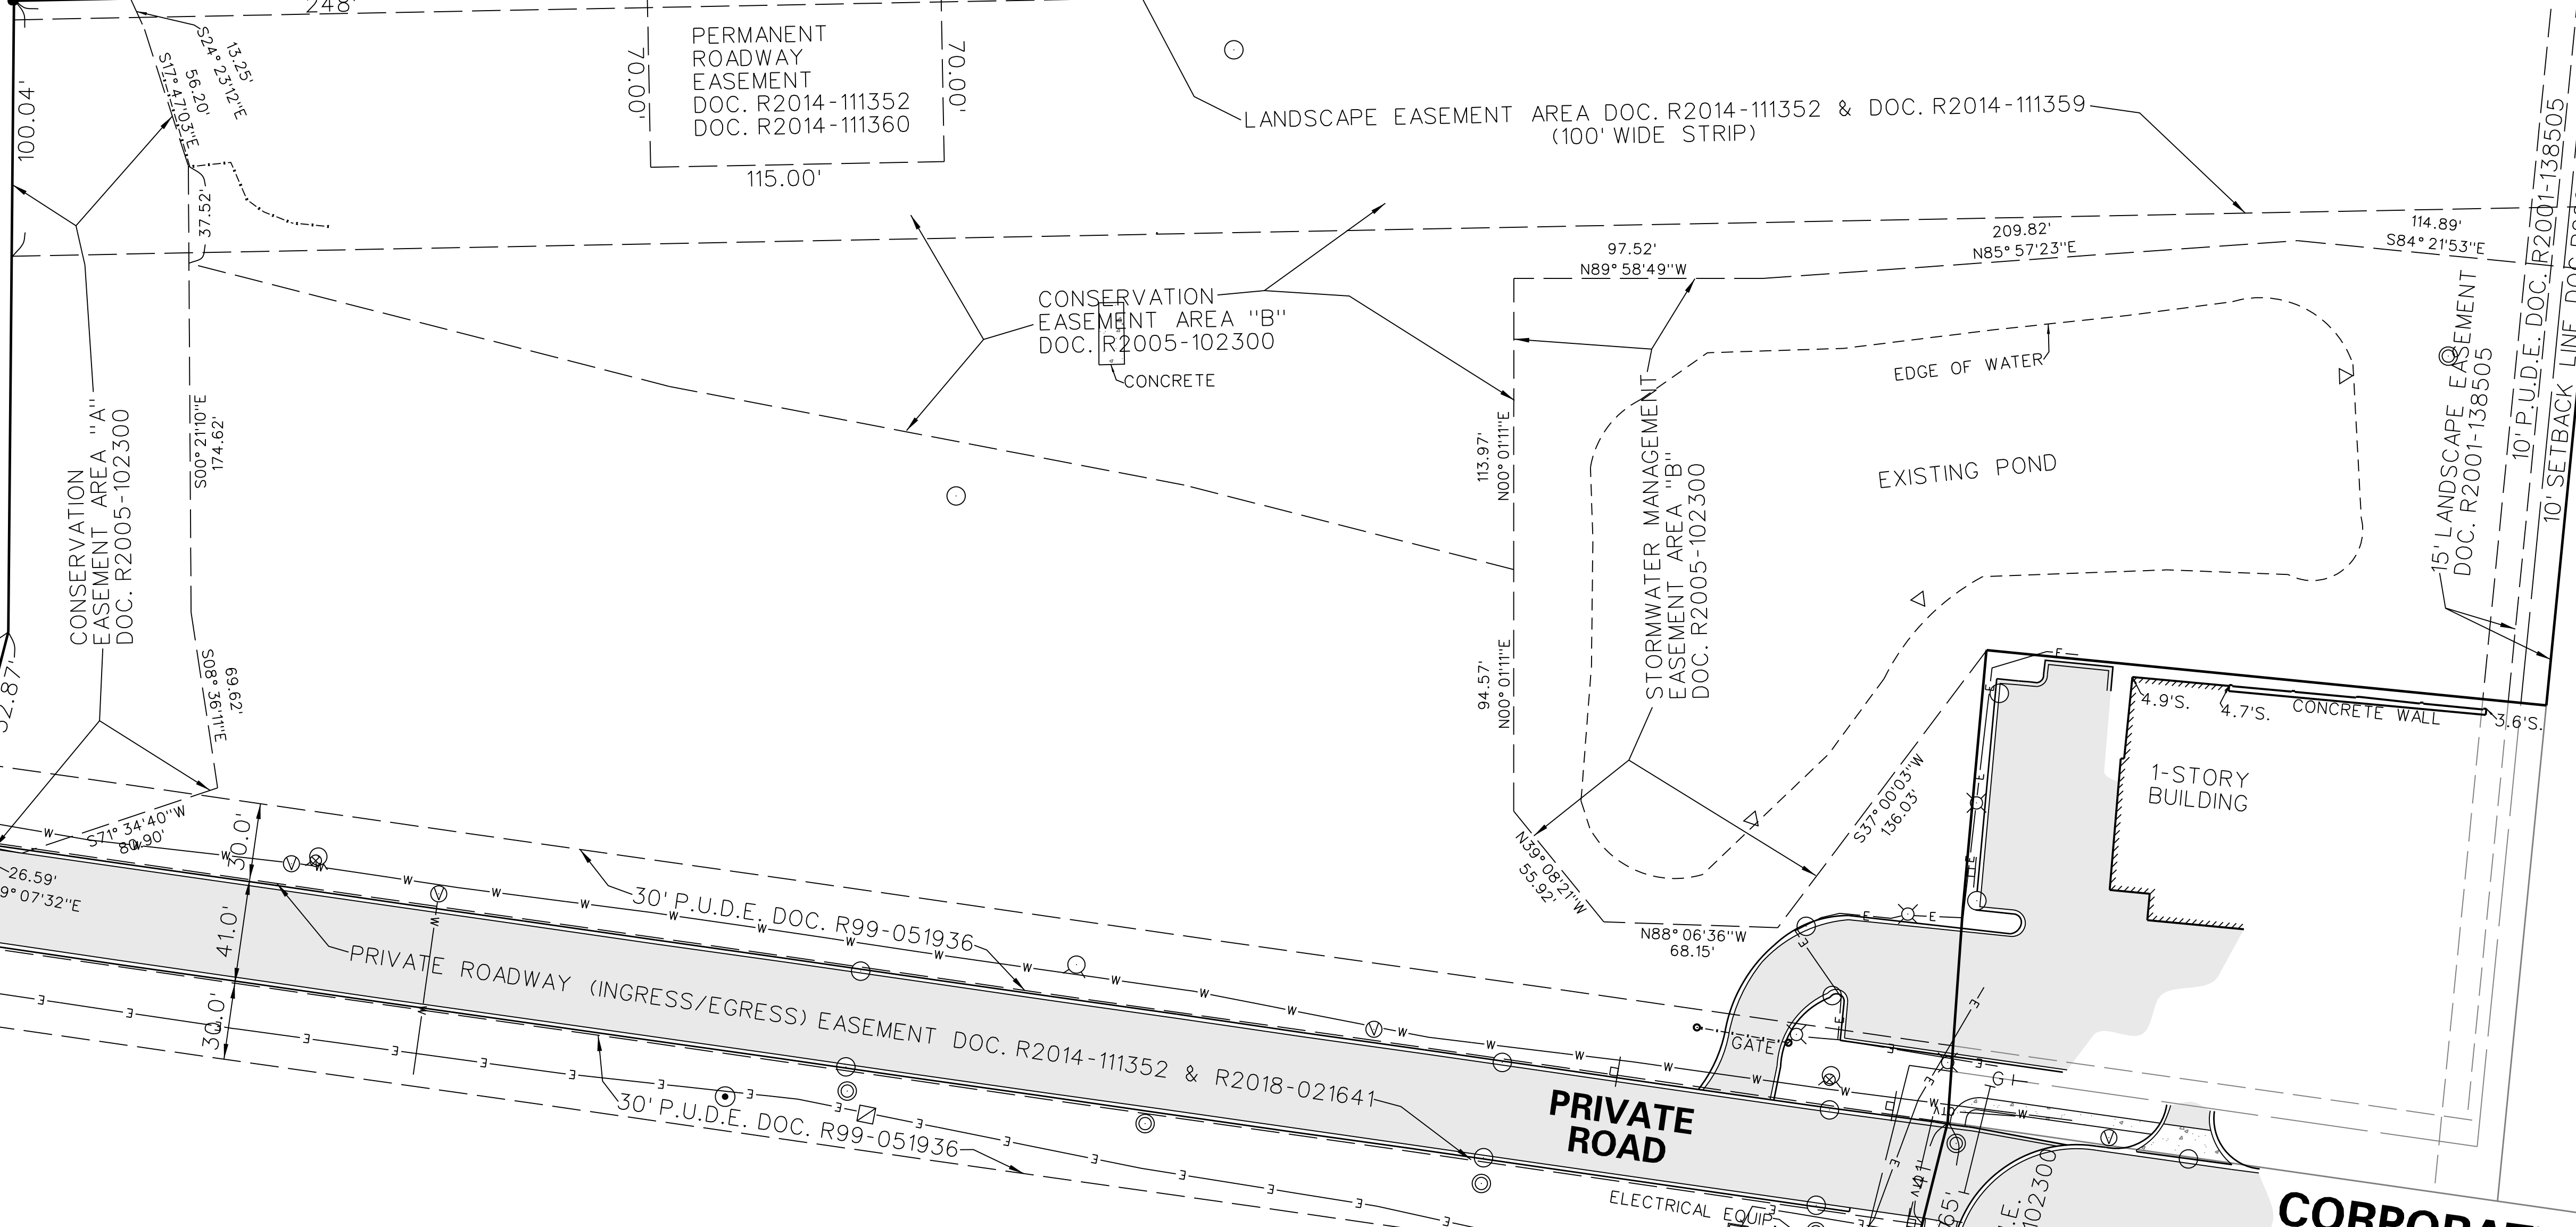 248'
100.04'
13.25'
S24°23'12"E
56.20'
S17°47'03"E
37.52'
70.00'
PERMANENT
ROADWAY
EASEMENT
DOC. R2014-111352
DOC. R2014-111360
70.00'
115.00'
LANDSCAPE EASEMENT AREA DOC. R2014-111352 & DOC. R2014-111359
(100' WIDE STRIP)
97.52'
N89°58'49"W
209.82'
N85°57'23"E
114.89'
S84°21'53"E
CONSERVATION
EASEMENT AREA "B"
DOC. R2005-102300
CONCRETE
CONSERVATION
EASEMENT AREA "A"
DOC. R2005-102300
S00°21'10"E
174.62'
69.62'
S08°36'11"E
S71°34'40"W
80.90'
113.97'
N00°01'11"E
94.57'
N00°01'11"E
STORMWATER MANAGEMENT
EASEMENT AREA "B"
DOC. R2005-102300
EDGE OF WATER
EXISTING POND
15' LANDSCAPE EASEMENT
DOC. R2001-138505
10' P.U.D.E. DOC. R2001-138505
10' SETBACK LINE
4.9'S.
4.7'S.
CONCRETE WALL
3.6'S.
1-STORY
BUILDING
S37°00'03"W
136.03'
N39°08'21"W
55.92'
N88°06'36"W
68.15'
26.59'
9°07'32"E
30.0'
41.0'
30.0'
30' P.U.D.E. DOC. R99-051936
PRIVATE ROADWAY (INGRESS/EGRESS) EASEMENT DOC. R2014-111352 & R2018-021641
30' P.U.D.E. DOC. R99-051936
GATE
PRIVATE
ROAD
ELECTRICAL EQUIP.
102300